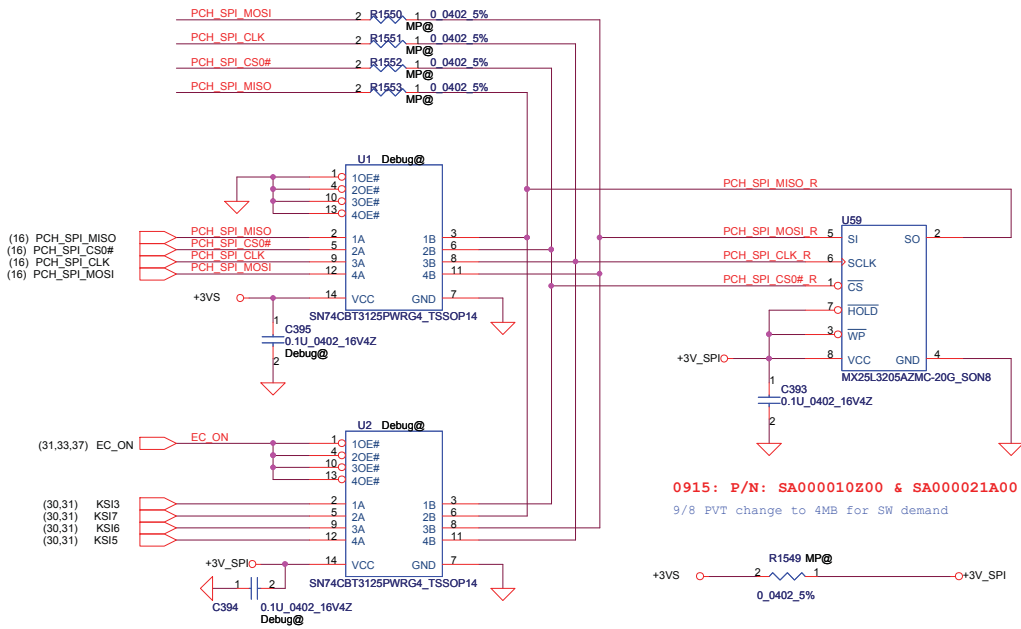 PCH_SPI_MOSI 2 R1550 1 0_0402_5%
MP@
PCH_SPI_CLK 2 R1551 1 0_0402_5%
MP@
PCH_SPI_CS0# 2 R1552 1 0_0402_5%
MP@
PCH_SPI_MISO 2 R1553 1 0_0402_5%
MP@
U1 Debug@
1 1OE#
4 2OE#
10 3OE#
13 4OE#
(16) PCH_SPI_MISO PCH_SPI_MISO 2 1A 1B 3
(16) PCH_SPI_CS0# PCH_SPI_CS0# 5 2A 2B 6
(16) PCH_SPI_CLK PCH_SPI_CLK 9 3A 3B 8
(16) PCH_SPI_MOSI PCH_SPI_MOSI 12 4A 4B 11
+3VS 14 VCC GND 7
SN74CBT3125PWRG4_TSSOP14
1
C395
0.1U_0402_16V4Z
Debug@
2
PCH_SPI_MISO_R
U59
PCH_SPI_MOSI_R 5 SI SO 2
PCH_SPI_CLK_R 6 SCLK
PCH_SPI_CS0#_R 1 CS
7 HOLD
3 WP
+3V_SPI 8 VCC GND 4
MX25L3205AZMC-20G_SON8
1
C393
0.1U_0402_16V4Z
2
U2 Debug@
(31,33,37) EC_ON EC_ON 1 1OE#
4 2OE#
10 3OE#
13 4OE#
(30,31) KSI3 2 1A 1B 3
(30,31) KSI7 5 2A 2B 6
(30,31) KSI6 9 3A 3B 8
(30,31) KSI5 12 4A 4B 11
+3V_SPI 14 VCC GND 7
SN74CBT3125PWRG4_TSSOP14
1 2
C394 0.1U_0402_16V4Z
Debug@
0915: P/N: SA000010Z00 & SA000021A00
9/8 PVT change to 4MB for SW demand
R1549 MP@
+3VS 2 1 +3V_SPI
0_0402_5%